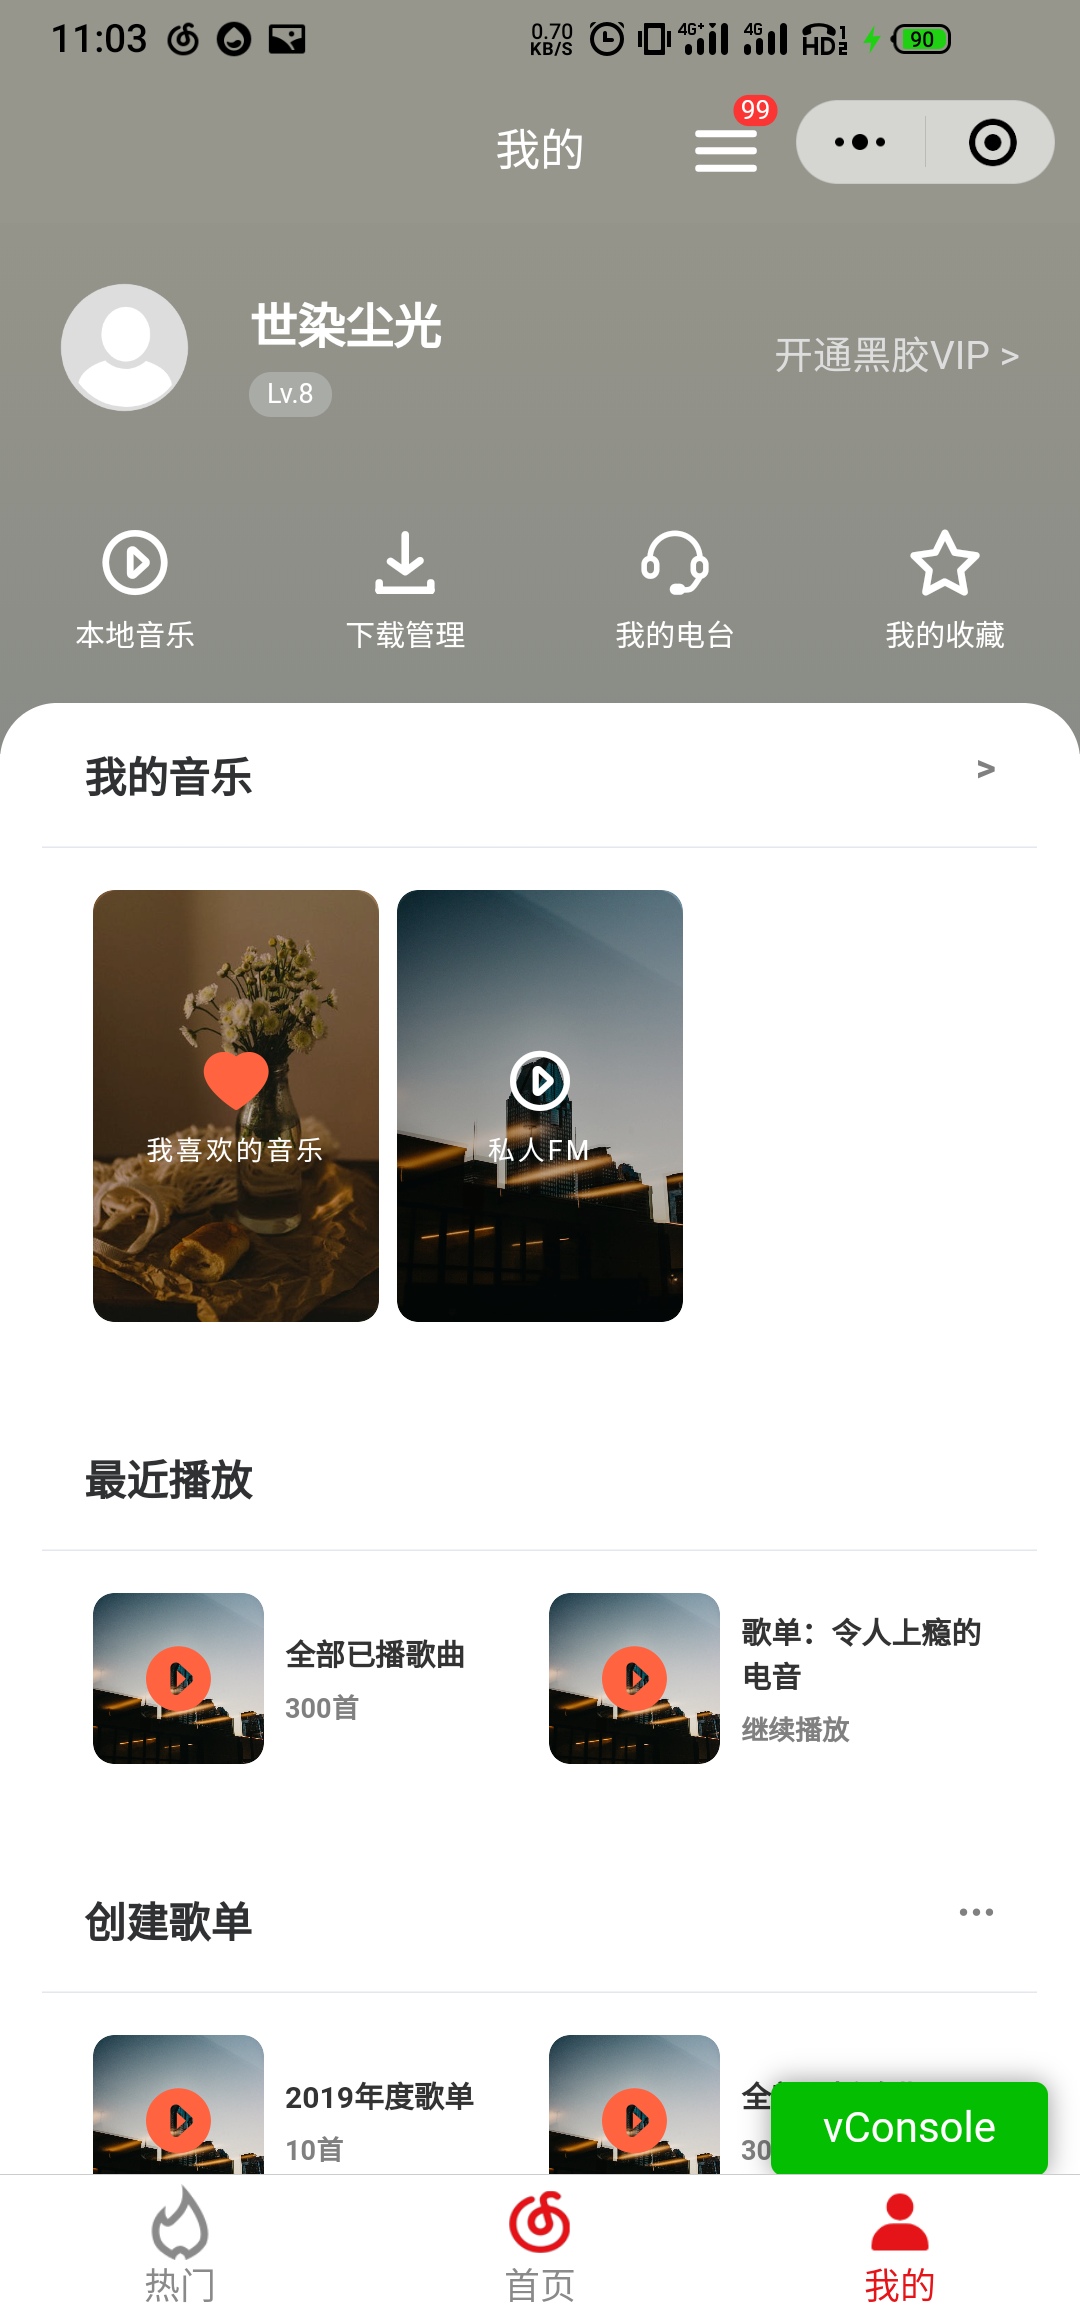 11:03
0.70
KB/S
4G+
4G
HD
1
2
90
我的
99
世染尘光
Lv.8
开通黑胶VIP >
本地音乐
下载管理
我的电台
我的收藏
我的音乐
>
我喜欢的音乐
私人FM
最近播放
全部已播歌曲
300首
歌单：令人上瘾的
电音
继续播放
创建歌单
2019年度歌单
10首
全
30
vConsole
热门
首页
我的